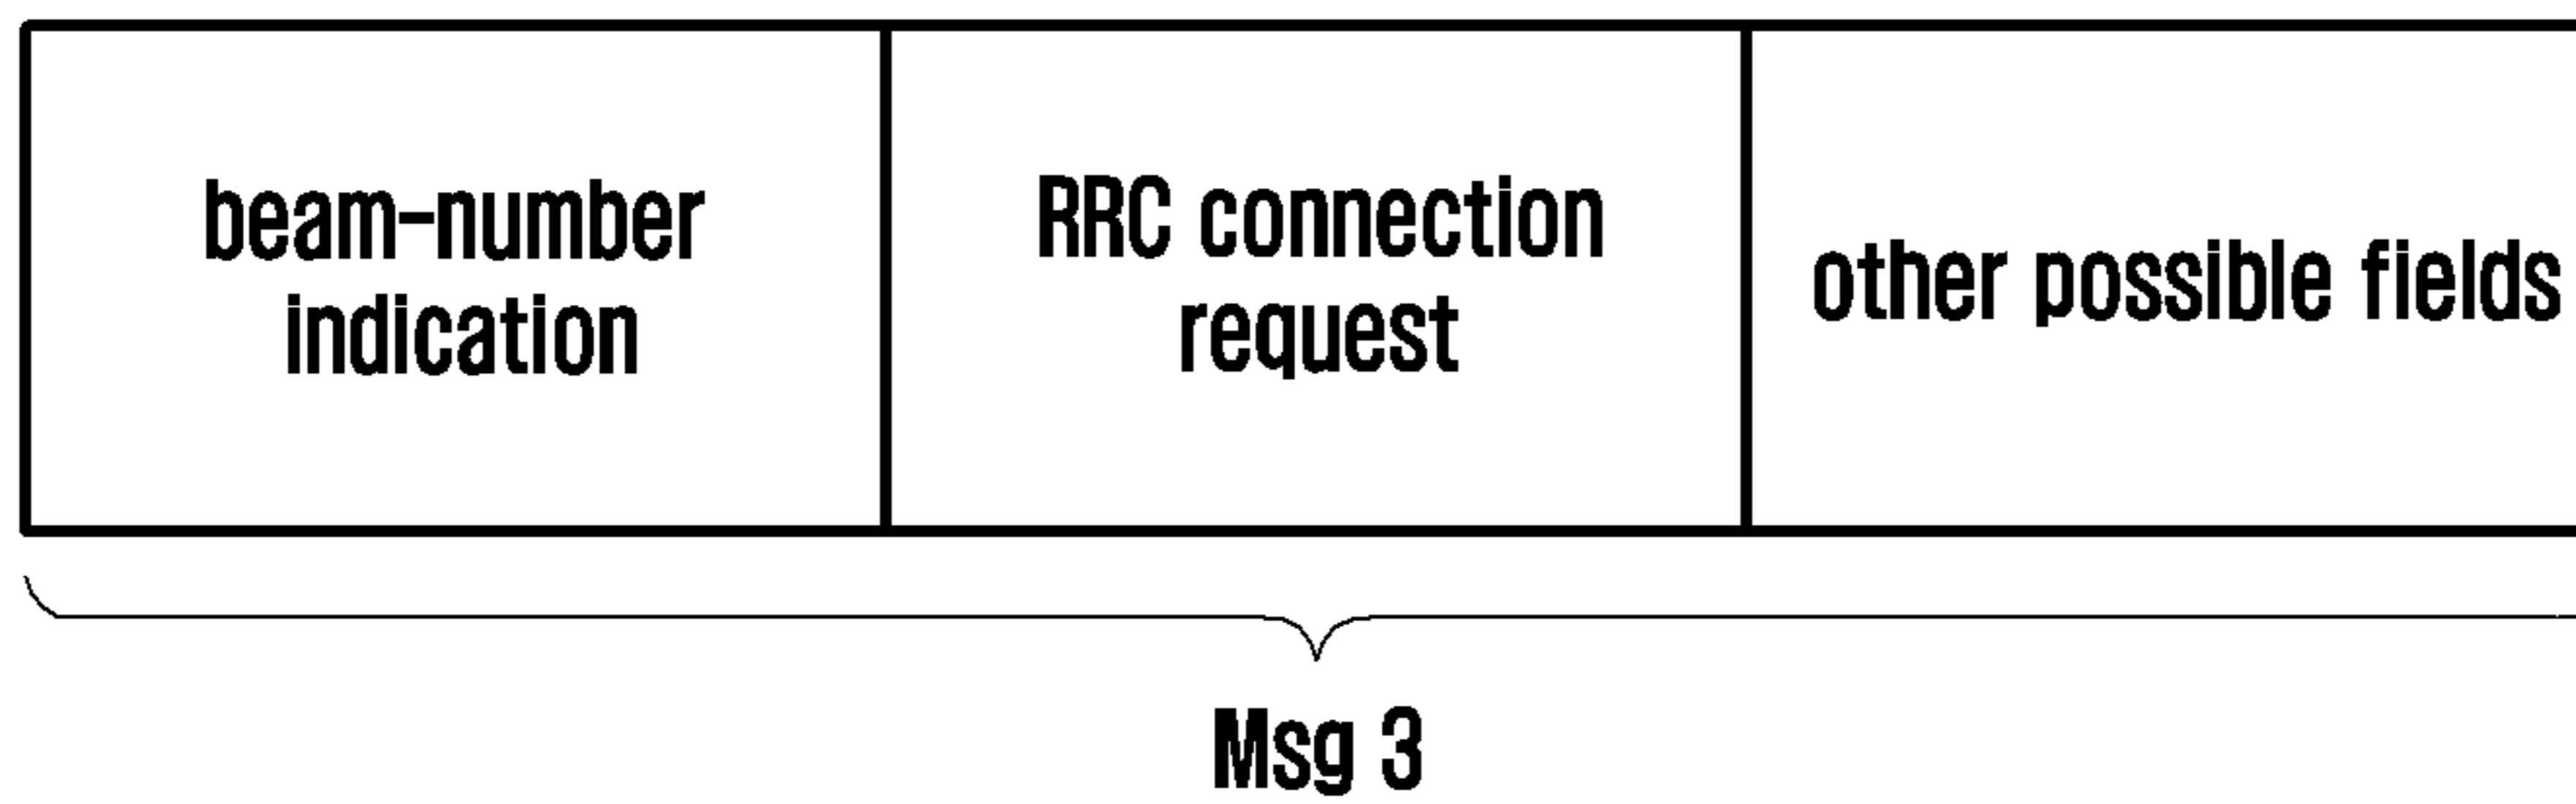 beam-number
indication
RRC connection
request
other possible fields
Msg 3